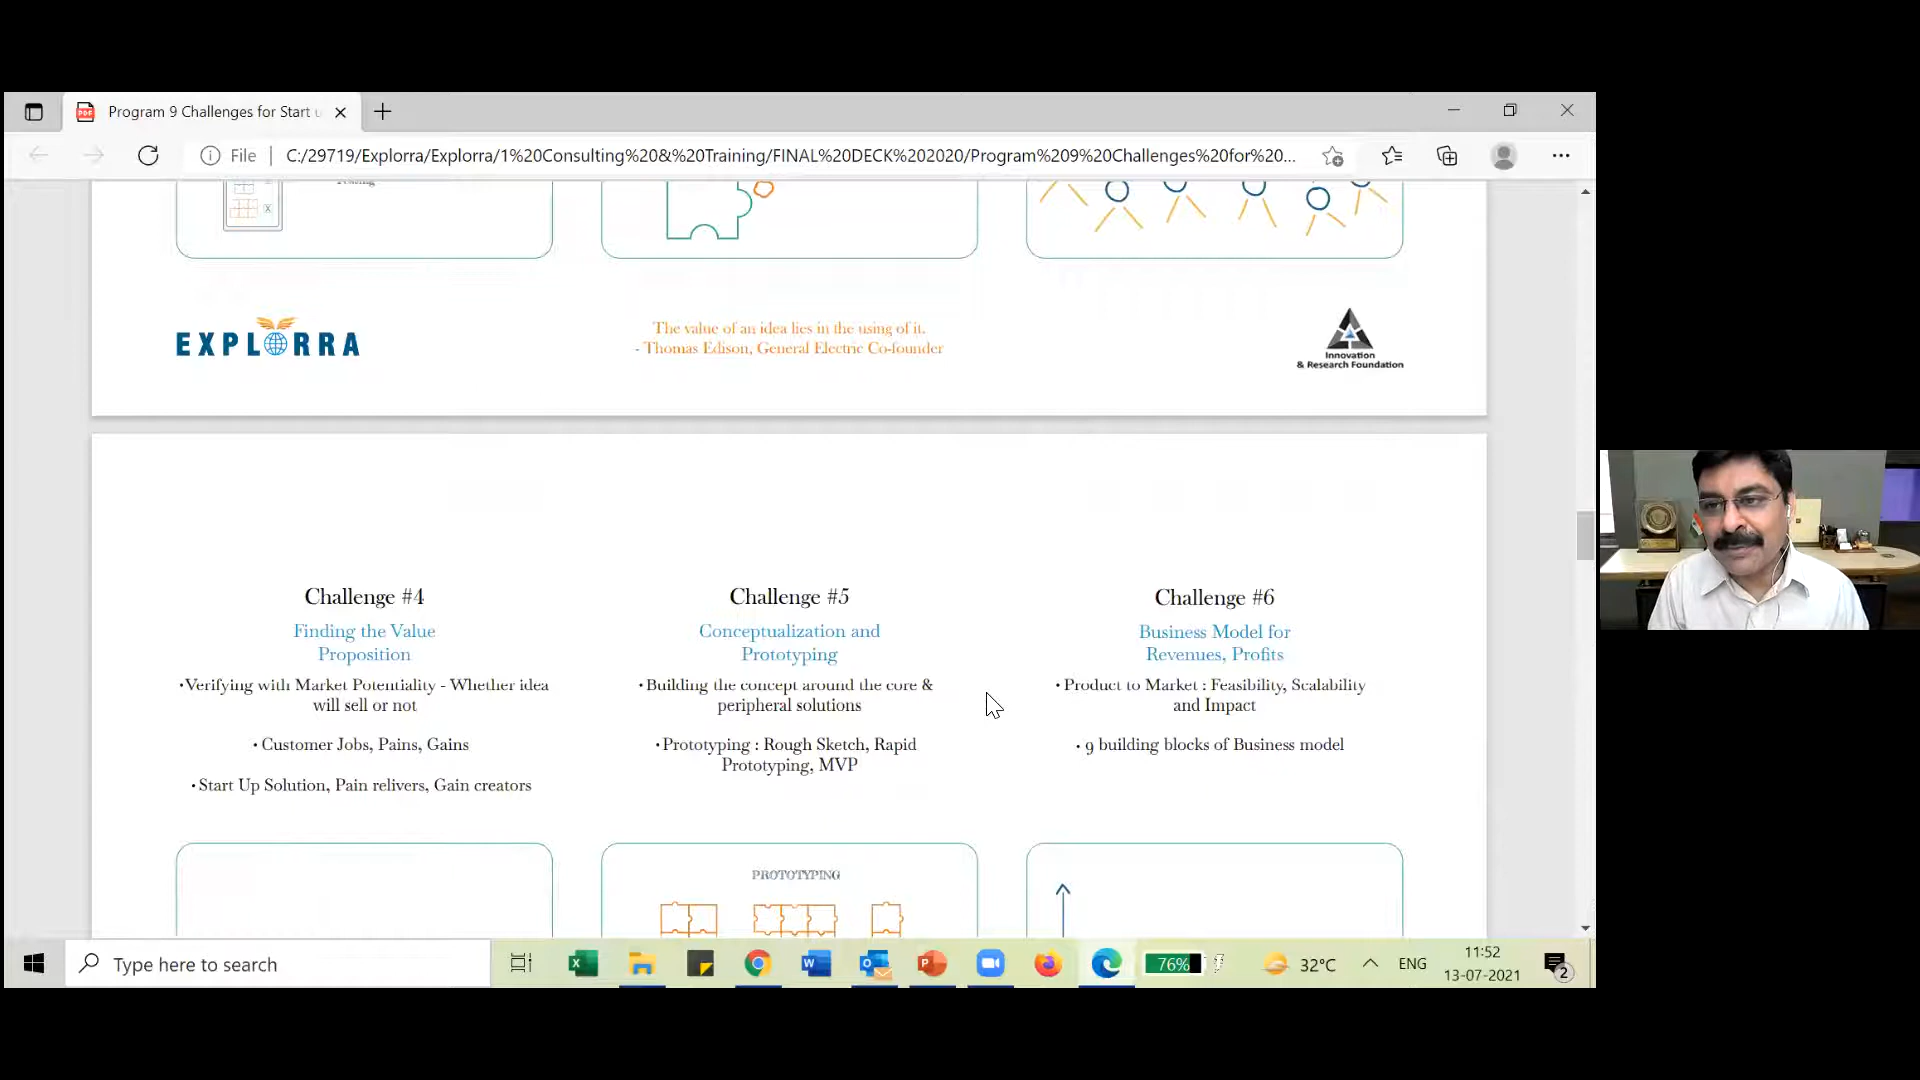 Program 9 Challenges for Start u
File
C:/29719/Explorra/Explorra/1%20Consulting%20&%20Training/FINAL%20DECK%202020/Program%209%20Challenges%20for%20...
EXPLORRA
The value of an idea lies in the using of it.
- Thomas Edison, General Electric Co-founder
Innovation
& Research Foundation
Challenge #4
Finding the Value
Proposition
•Verifying with Market Potentiality - Whether idea
will sell or not
• Customer Jobs, Pains, Gains
• Start Up Solution, Pain relivers, Gain creators
Challenge #5
Conceptualization and
Prototyping
• Building the concept around the core &
peripheral solutions
• Prototyping : Rough Sketch, Rapid
Prototyping, MVP
Challenge #6
Business Model for
Revenues, Profits
• Product to Market : Feasibility, Scalability
and Impact
• 9 building blocks of Business model
PROTOTYPING
Type here to search
76%
32°C
ENG
11:52
13-07-2021
2